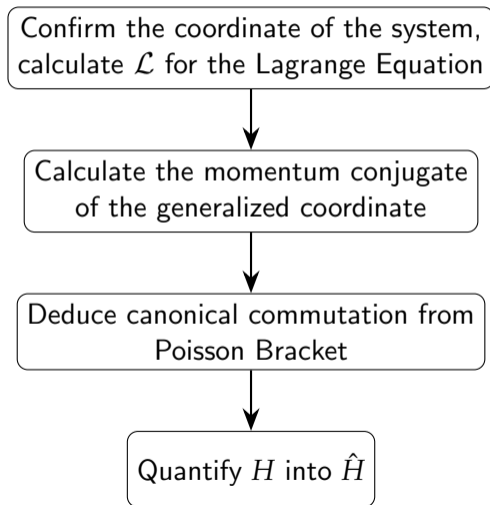 Confirm the coordinate of the system,
calculate ℒ for the Lagrange Equation
Calculate the momentum conjugate
of the generalized coordinate
Deduce canonical commutation from
Poisson Bracket
Quantify H into Ĥ